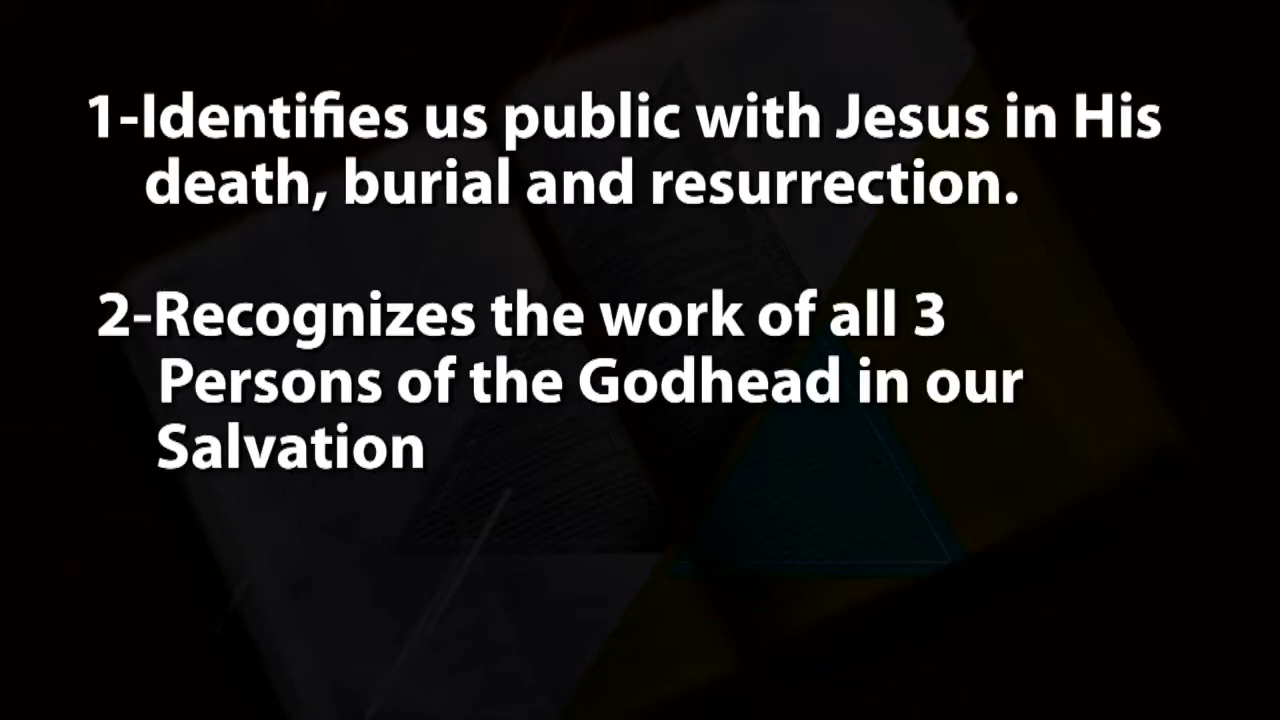 1-Identifies us public with Jesus in His
death, burial and resurrection.
2-Recognizes the work of all 3
Persons of the Godhead in our
Salvation